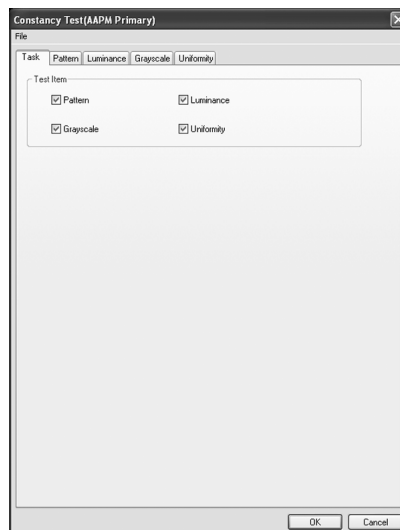 Constancy Test(AAPM Primary)
File
Task Pattern Luminance Grayscale Uniformity
Test Item
Pattern Luminance
Grayscale Uniformity
OK Cancel